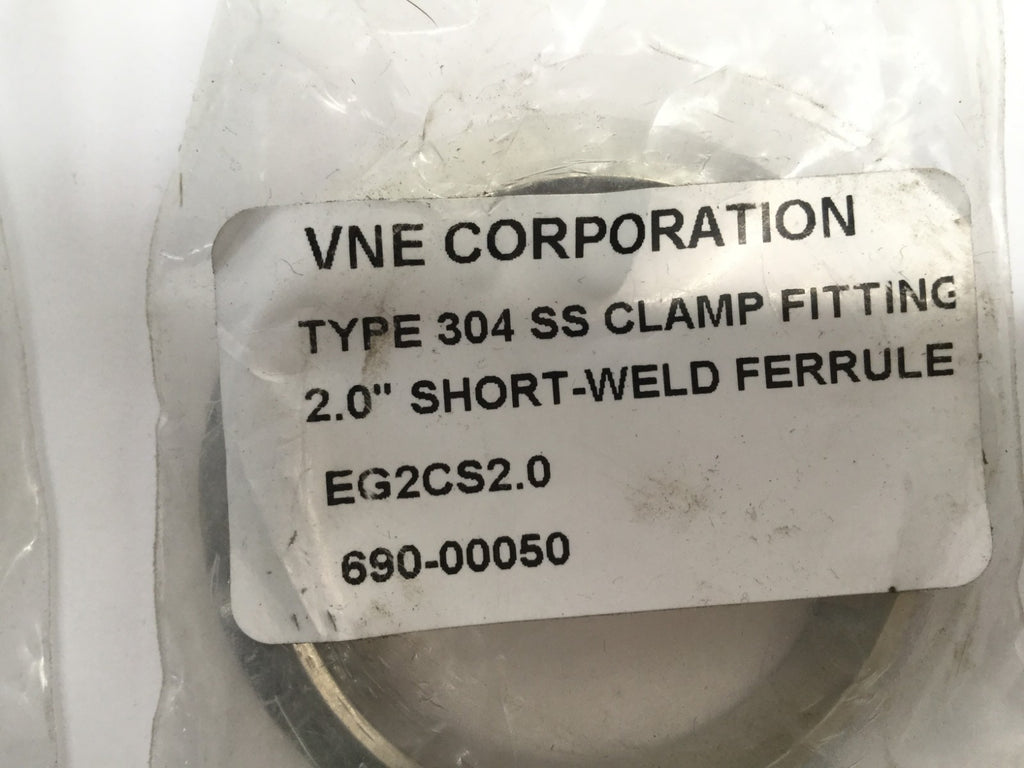 VNE CORPORATION
TYPE 304 SS CLAMP FITTING
2.0" SHORT-WELD FERRULE
EG2CS2.0
690-00050